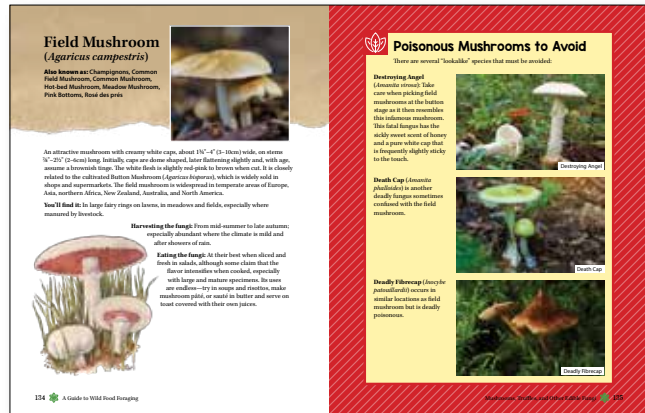 Field Mushroom
(Agaricus campestris)
Also known as: Champignons, Common
Field Mushroom, Common Mushroom,
Hot-bed Mushroom, Meadow Mushroom,
Pink Bottoms, Rosé des prés
An attractive mushroom with creamy white caps, about 1¼"–4" (3–10cm) wide, on stems
¾"–2½" (2–6cm) long. Initially, caps are dome shaped, later flattening slightly and, with age,
assume a brownish tinge. The white flesh is slightly red-pink to brown when cut. It is closely
related to the cultivated Button Mushroom (Agaricus bisporus), which is widely sold in
shops and supermarkets. The field mushroom is widespread in temperate areas of Europe,
Asia, northern Africa, New Zealand, Australia, and North America.
You'll find it: In large fairy rings on lawns, in meadows and fields, especially where
manured by livestock.
Harvesting the fungi: From mid-summer to late autumn;
especially abundant where the climate is mild and
after showers of rain.
Eating the fungi: At their best when sliced and
fresh in salads, although some claim that the
flavor intensifies when cooked, especially
with large and mature specimens. Its uses
are endless—try in soups and risottos, make
mushroom pâté, or sauté in butter and serve on
toast covered with their own juices.
134 A Guide to Wild Food Foraging
Poisonous Mushrooms to Avoid
There are several "lookalike" species that must be avoided:
Destroying Angel
(Amanita virosa): Take
care when picking field
mushrooms at the button
stage as it then resembles
this infamous mushroom.
This fatal fungus has the
sickly sweet scent of honey
and a pure white cap that
is frequently slightly sticky
to the touch.
Destroying Angel
Death Cap (Amanita
phalloides) is another
deadly fungus sometimes
confused with the field
mushroom.
Death Cap
Deadly Fibrecap (Inocybe
patouillardii) occurs in
similar locations as field
mushroom but is deadly
poisonous.
Deadly Fibrecap
Mushrooms, Truffles, and Other Edible Fungi 135